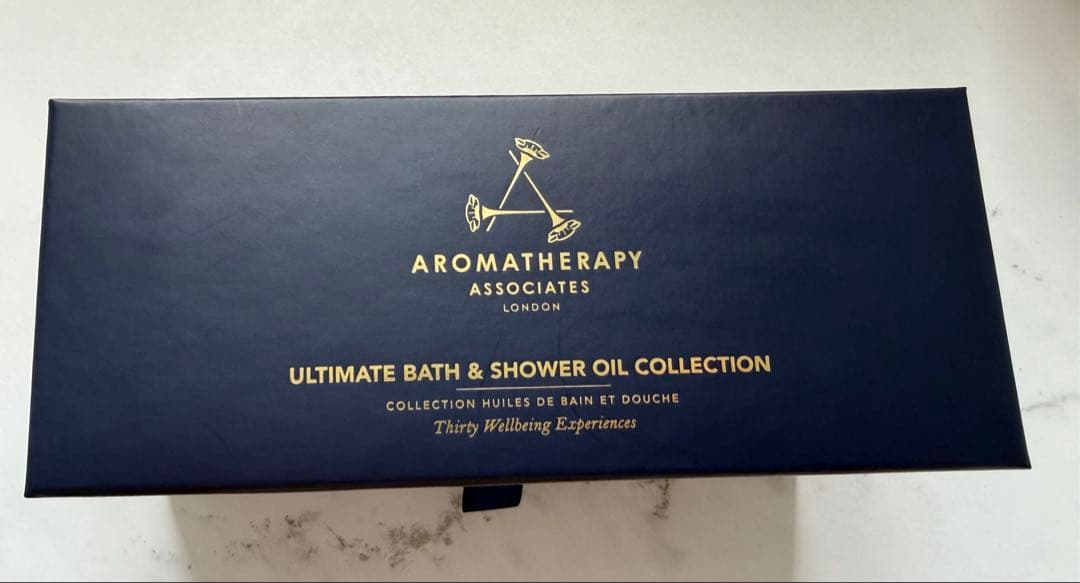 AROMATHERAPY
ASSOCIATES
LONDON
ULTIMATE BATH & SHOWER OIL COLLECTION
COLLECTION HUILES DE BAIN ET DOUCHE
Thirty Wellbeing Experiences